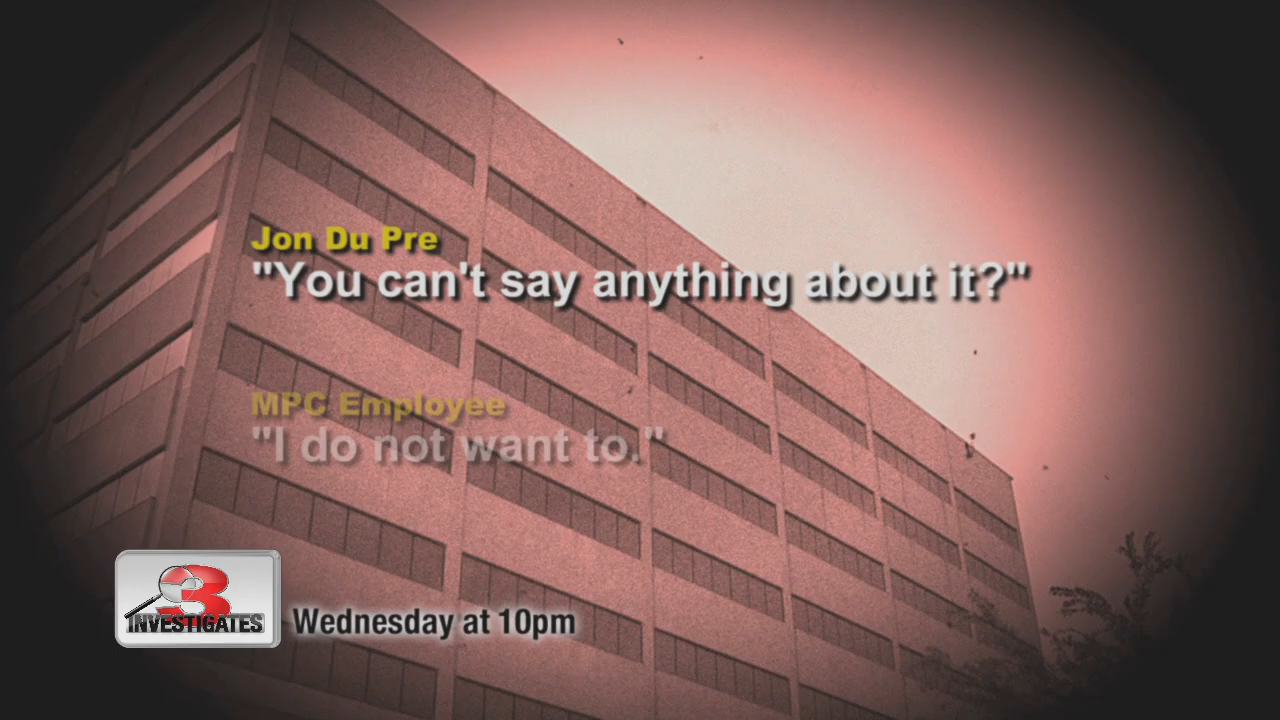 Jon Du Pre
"You can't say anything about it?"
MPC Employee
"I do not want to."
3
INVESTIGATES
Wednesday at 10pm